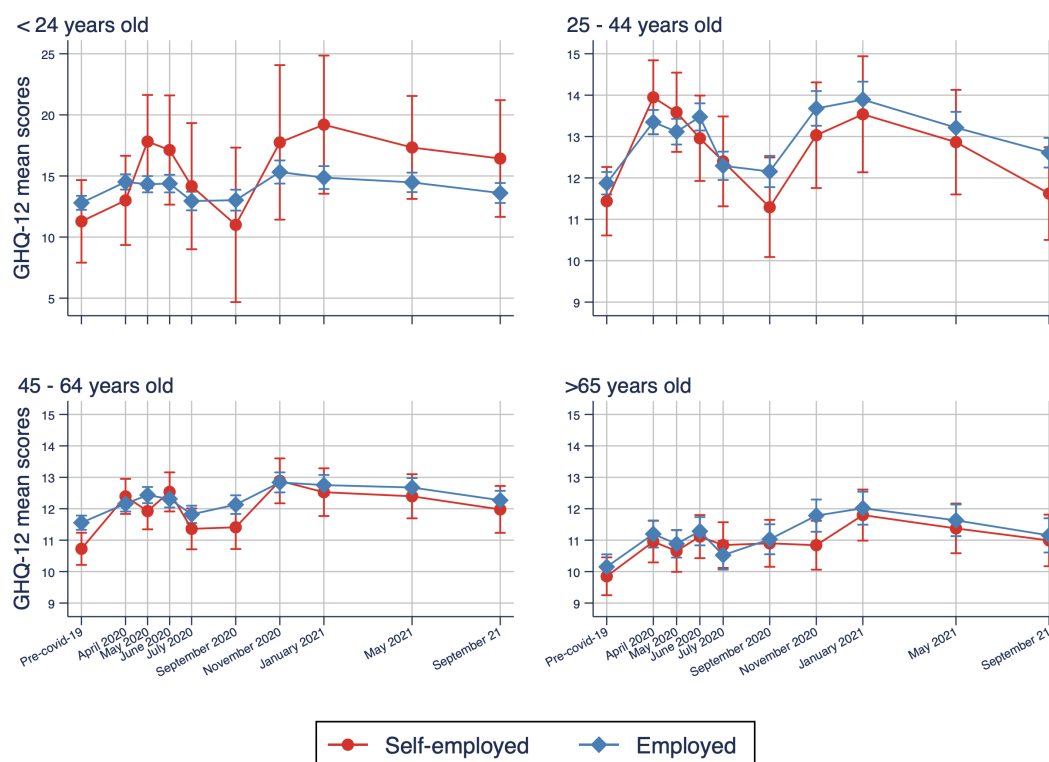 < 24 years old
25 - 44 years old
GHQ-12 mean scores
25
20
15
10
5
15
14
13
12
11
10
9
45 - 64 years old
>65 years old
GHQ-12 mean scores
15
14
13
12
11
10
9
Pre-covid-19
April 2020
May 2020
June 2020
July 2020
September 2020
November 2020
January 2021
May 2021
September 21
15
14
13
12
11
10
9
Pre-covid-19
April 2020
May 2020
June 2020
July 2020
September 2020
November 2020
January 2021
May 2021
September 21
Self-employed
Employed